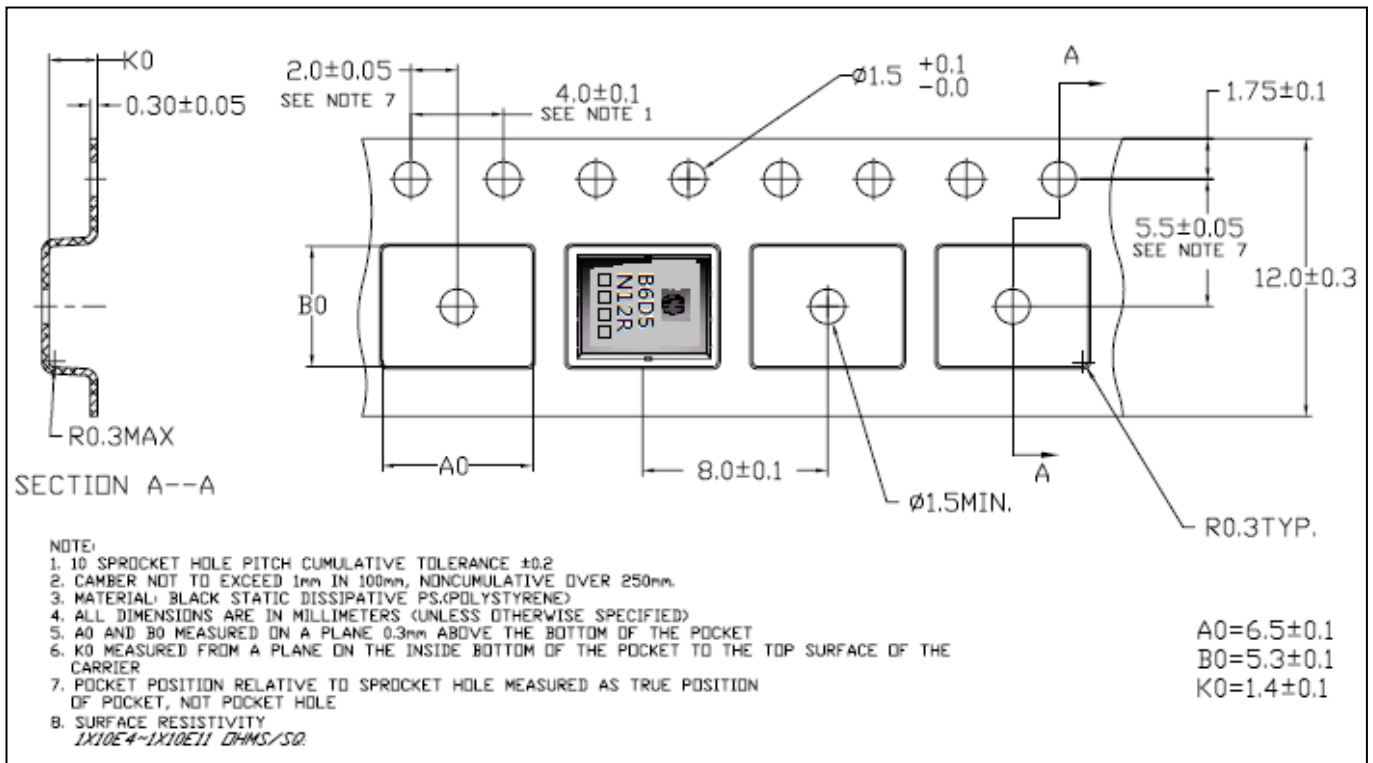 K0
0.30±0.05
2.0±0.05
SEE NOTE 7
4.0±0.1
SEE NOTE 1
Ø1.5 +0.1 -0.0
A
1.75±0.1
5.5±0.05
SEE NOTE 7
12.0±0.3
B0
B6D5
N12R
□□□□
R0.3MAX
SECTION A--A
A0
8.0±0.1
Ø1.5MIN.
A
R0.3TYP.
NOTE:
1. 10 SPROCKET HOLE PITCH CUMULATIVE TOLERANCE ±0.2
2. CAMBER NOT TO EXCEED 1mm IN 100mm, NONCUMULATIVE OVER 250mm.
3. MATERIAL: BLACK STATIC DISSIPATIVE PS.(POLYSTYRENE)
4. ALL DIMENSIONS ARE IN MILLIMETERS (UNLESS OTHERWISE SPECIFIED)
5. A0 AND B0 MEASURED ON A PLANE 0.3mm ABOVE THE BOTTOM OF THE POCKET
6. K0 MEASURED FROM A PLANE ON THE INSIDE BOTTOM OF THE POCKET TO THE TOP SURFACE OF THE
CARRIER
7. POCKET POSITION RELATIVE TO SPROCKET HOLE MEASURED AS TRUE POSITION
OF POCKET, NOT POCKET HOLE
8. SURFACE RESISTIVITY
1X10E4~1X10E11 OHMS/SQ.
A0=6.5±0.1
B0=5.3±0.1
K0=1.4±0.1